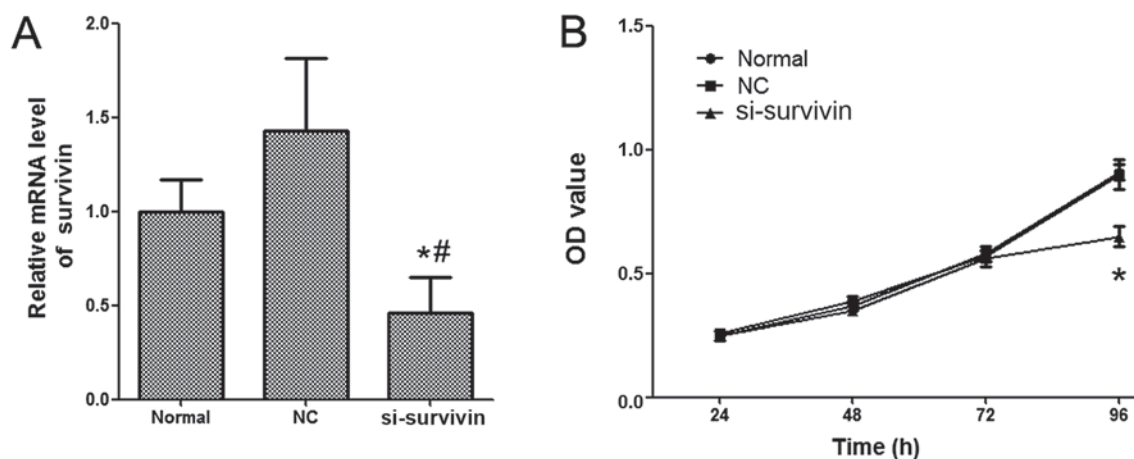 A
Relative mRNA level
of survivin
2.0
1.5
1.0
0.5
0.0
*#
Normal
NC
si-survivin
B
OD value
1.5
1.0
0.5
0.0
Normal
NC
si-survivin
*
24
48
72
96
Time (h)